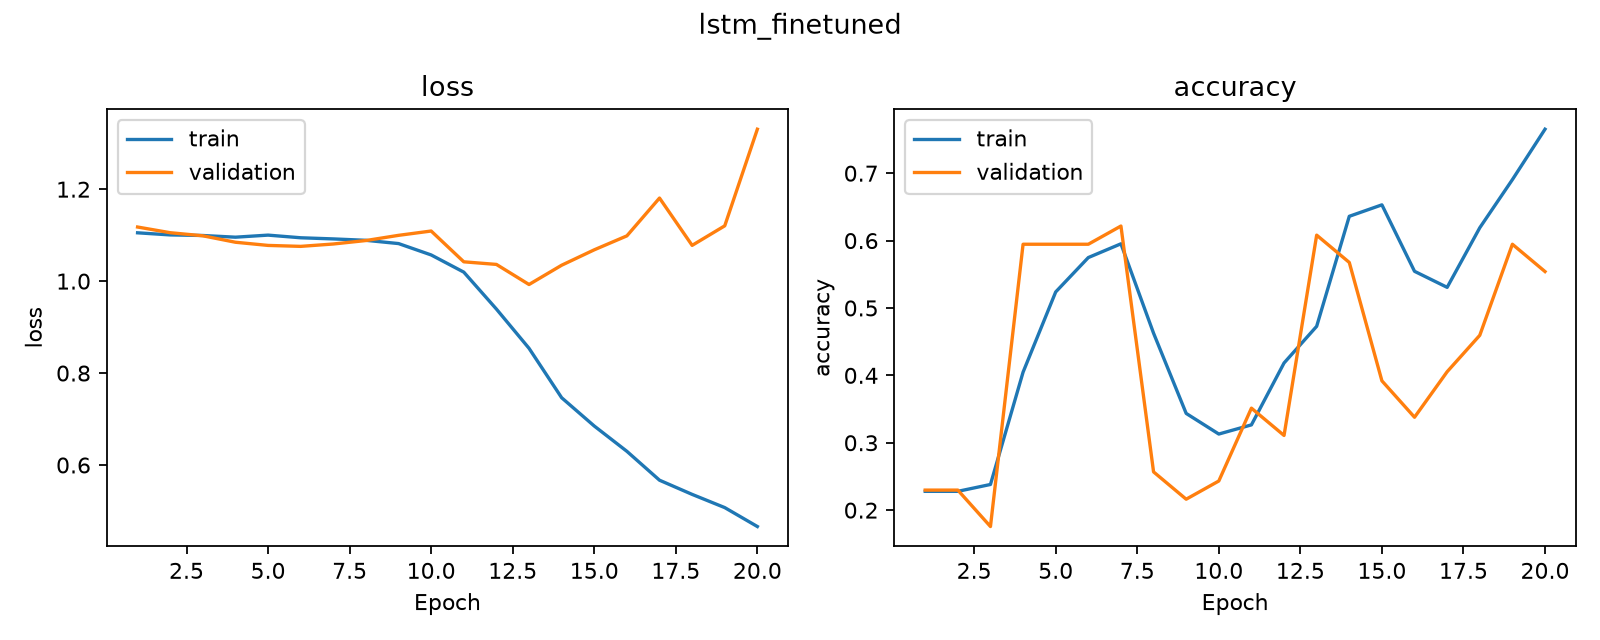 lstm_finetuned
loss
train
validation
1.2
1.0
0.8
0.6
loss
2.5 5.0 7.5 10.0 12.5 15.0 17.5 20.0
Epoch
accuracy
train
validation
0.7
0.6
0.5
0.4
0.3
0.2
accuracy
2.5 5.0 7.5 10.0 12.5 15.0 17.5 20.0
Epoch